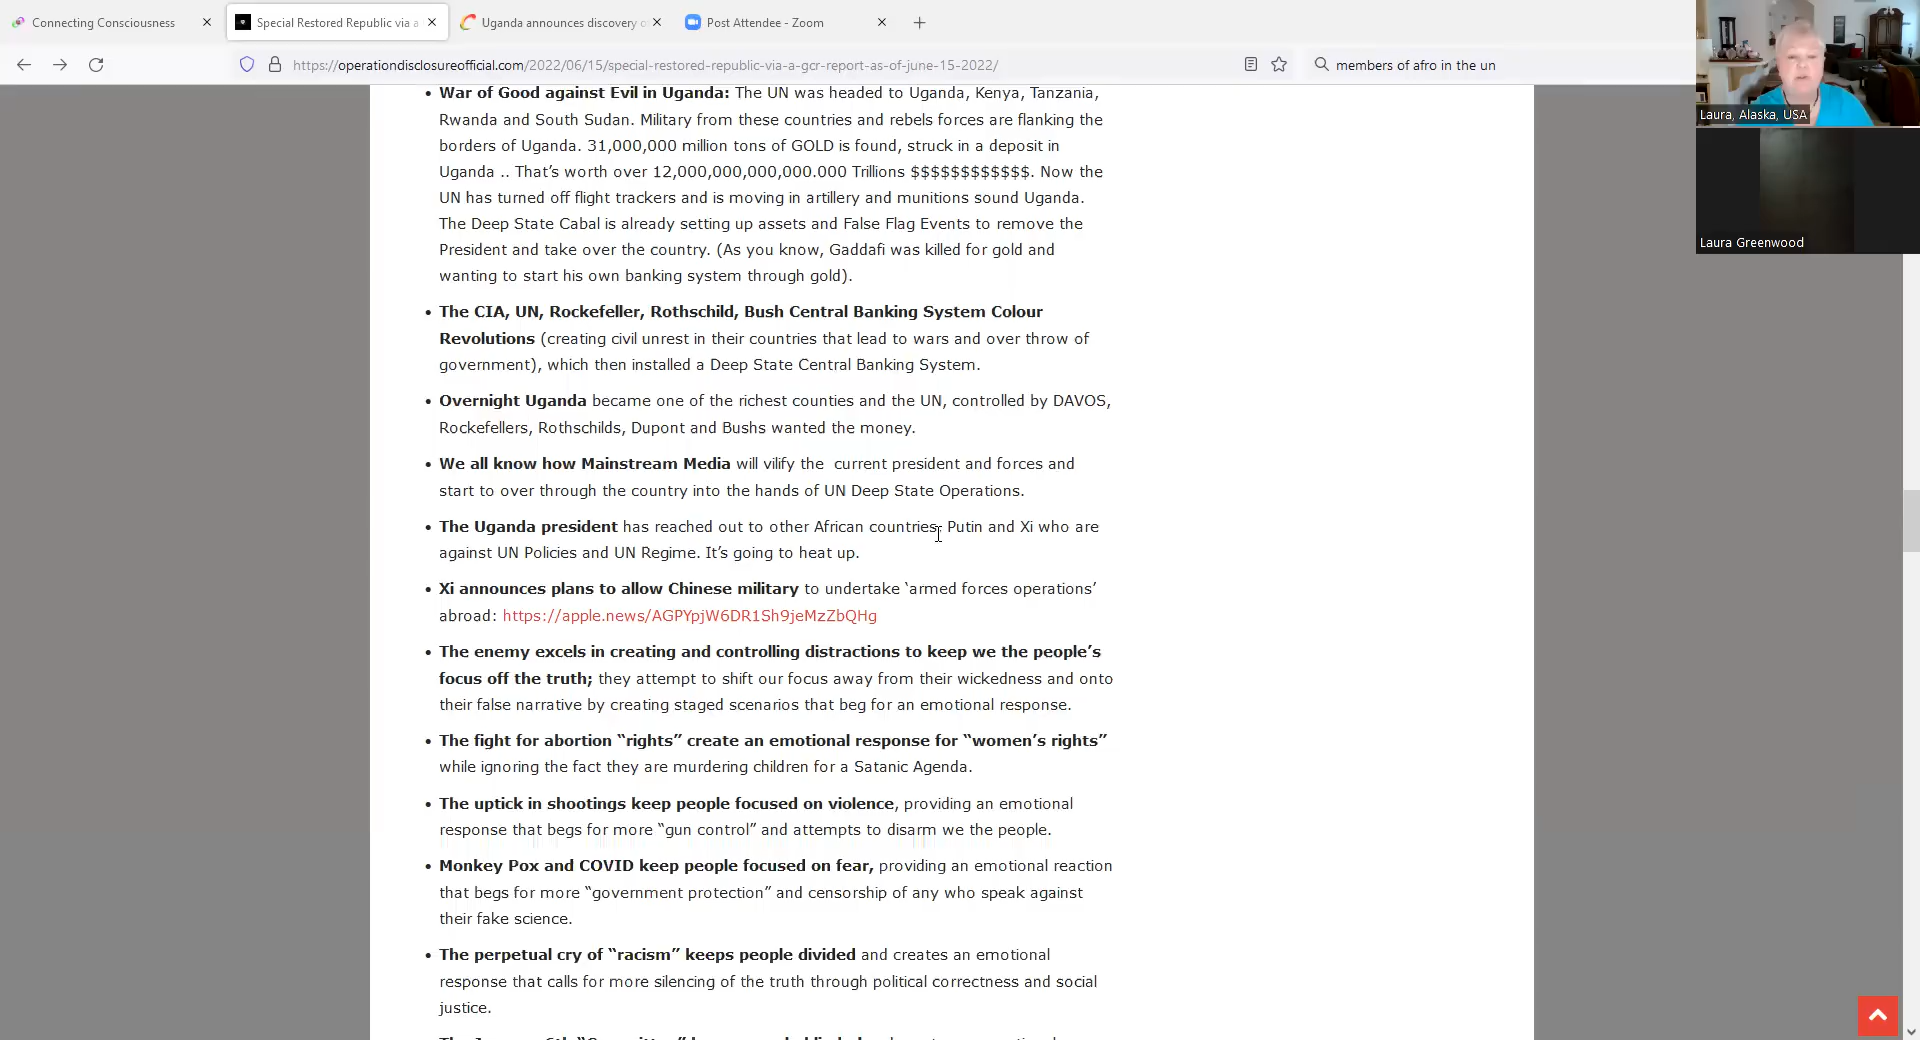 Connecting Consciousness
Special Restored Republic via a
Uganda announces discovery o
Post Attendee - Zoom
https://operationdisclosureofficial.com/2022/06/15/special-restored-republic-via-a-gcr-report-as-of-june-15-2022/
members of afro in the un
Laura, Alaska, USA
Laura Greenwood
• War of Good against Evil in Uganda: The UN was headed to Uganda, Kenya, Tanzania,
Rwanda and South Sudan. Military from these countries and rebels forces are flanking the
borders of Uganda. 31,000,000 million tons of GOLD is found, struck in a deposit in
Uganda .. That’s worth over 12,000,000,000,000.000 Trillions $$$$$$$$$$$$. Now the
UN has turned off flight trackers and is moving in artillery and munitions sound Uganda.
The Deep State Cabal is already setting up assets and False Flag Events to remove the
President and take over the country. (As you know, Gaddafi was killed for gold and
wanting to start his own banking system through gold).
• The CIA, UN, Rockefeller, Rothschild, Bush Central Banking System Colour
Revolutions (creating civil unrest in their countries that lead to wars and over throw of
government), which then installed a Deep State Central Banking System.
• Overnight Uganda became one of the richest counties and the UN, controlled by DAVOS,
Rockefellers, Rothschilds, Dupont and Bushs wanted the money.
• We all know how Mainstream Media will vilify the  current president and forces and
start to over through the country into the hands of UN Deep State Operations.
• The Uganda president has reached out to other African countries, Putin and Xi who are
against UN Policies and UN Regime. It’s going to heat up.
• Xi announces plans to allow Chinese military to undertake ‘armed forces operations’
abroad: https://apple.news/AGPYpjW6DR1Sh9jeMzZbQHg
• The enemy excels in creating and controlling distractions to keep we the people’s
focus off the truth; they attempt to shift our focus away from their wickedness and onto
their false narrative by creating staged scenarios that beg for an emotional response.
• The fight for abortion “rights” create an emotional response for “women’s rights”
while ignoring the fact they are murdering children for a Satanic Agenda.
• The uptick in shootings keep people focused on violence, providing an emotional
response that begs for more “gun control” and attempts to disarm we the people.
• Monkey Pox and COVID keep people focused on fear, providing an emotional reaction
that begs for more “government protection” and censorship of any who speak against
their fake science.
• The perpetual cry of “racism” keeps people divided and creates an emotional
response that calls for more silencing of the truth through political correctness and social
justice.